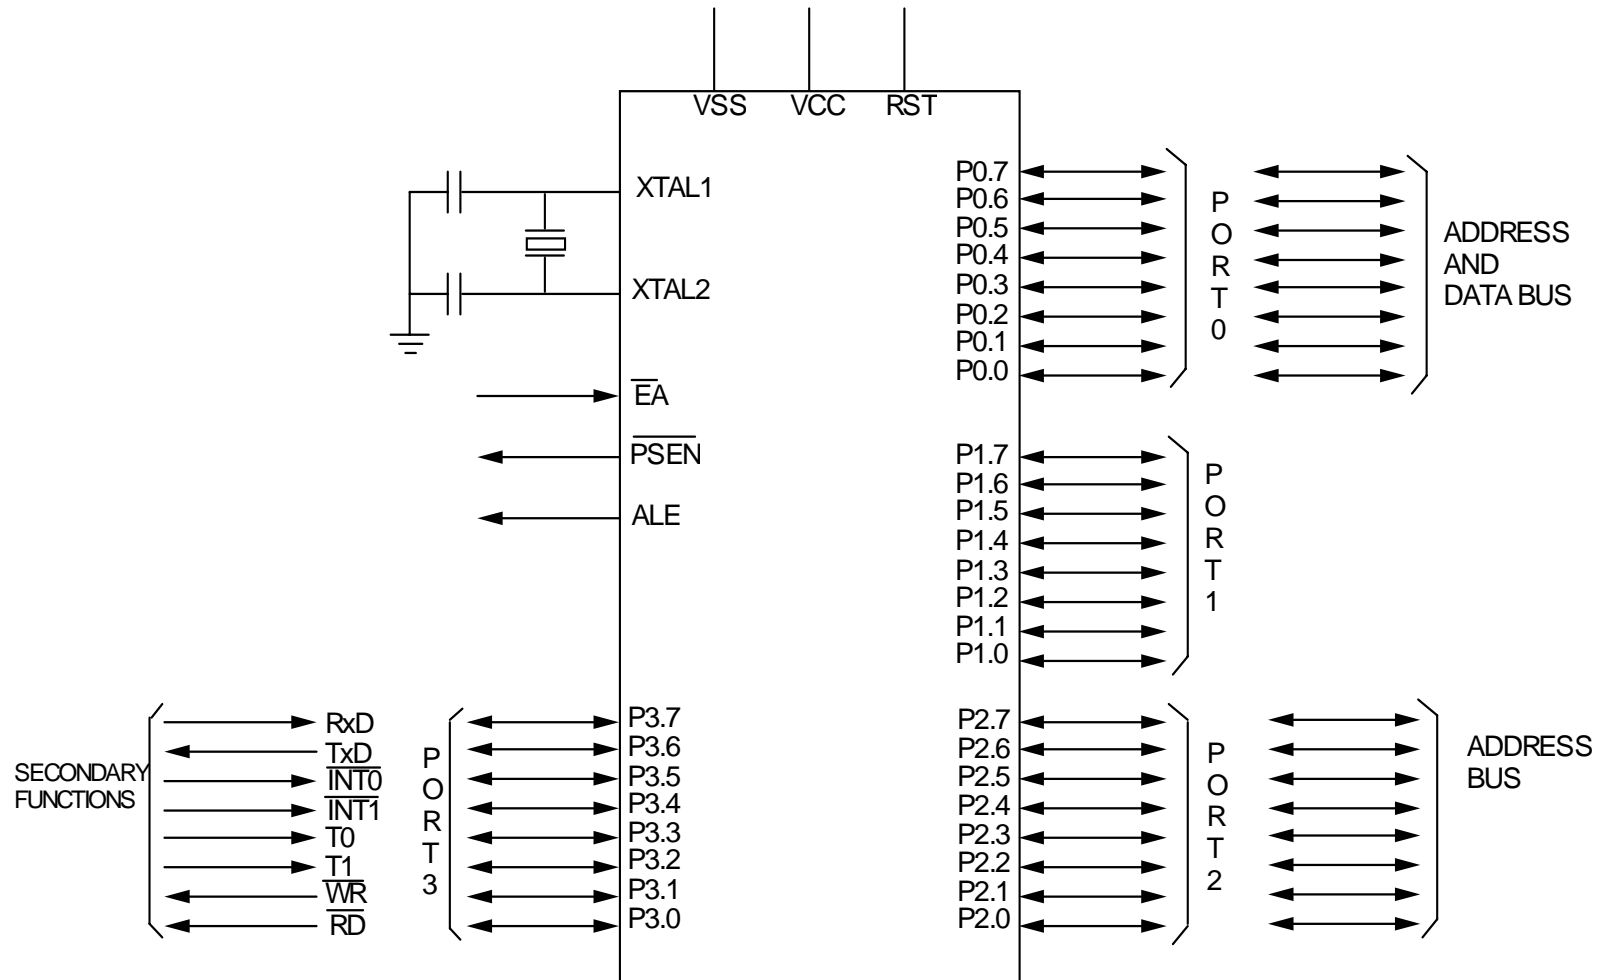 VSS VCC RST
XTAL1
XTAL2
EA
PSEN
ALE
P0.7
P0.6
P0.5
P0.4
P0.3
P0.2
P0.1
P0.0
PORT0
ADDRESS
AND
DATA BUS
P1.7
P1.6
P1.5
P1.4
P1.3
P1.2
P1.1
P1.0
PORT1
SECONDARY
FUNCTIONS
RxD
TxD
INT0
INT1
T0
T1
WR
RD
PORT3
P3.7
P3.6
P3.5
P3.4
P3.3
P3.2
P3.1
P3.0
P2.7
P2.6
P2.5
P2.4
P2.3
P2.2
P2.1
P2.0
PORT2
ADDRESS
BUS